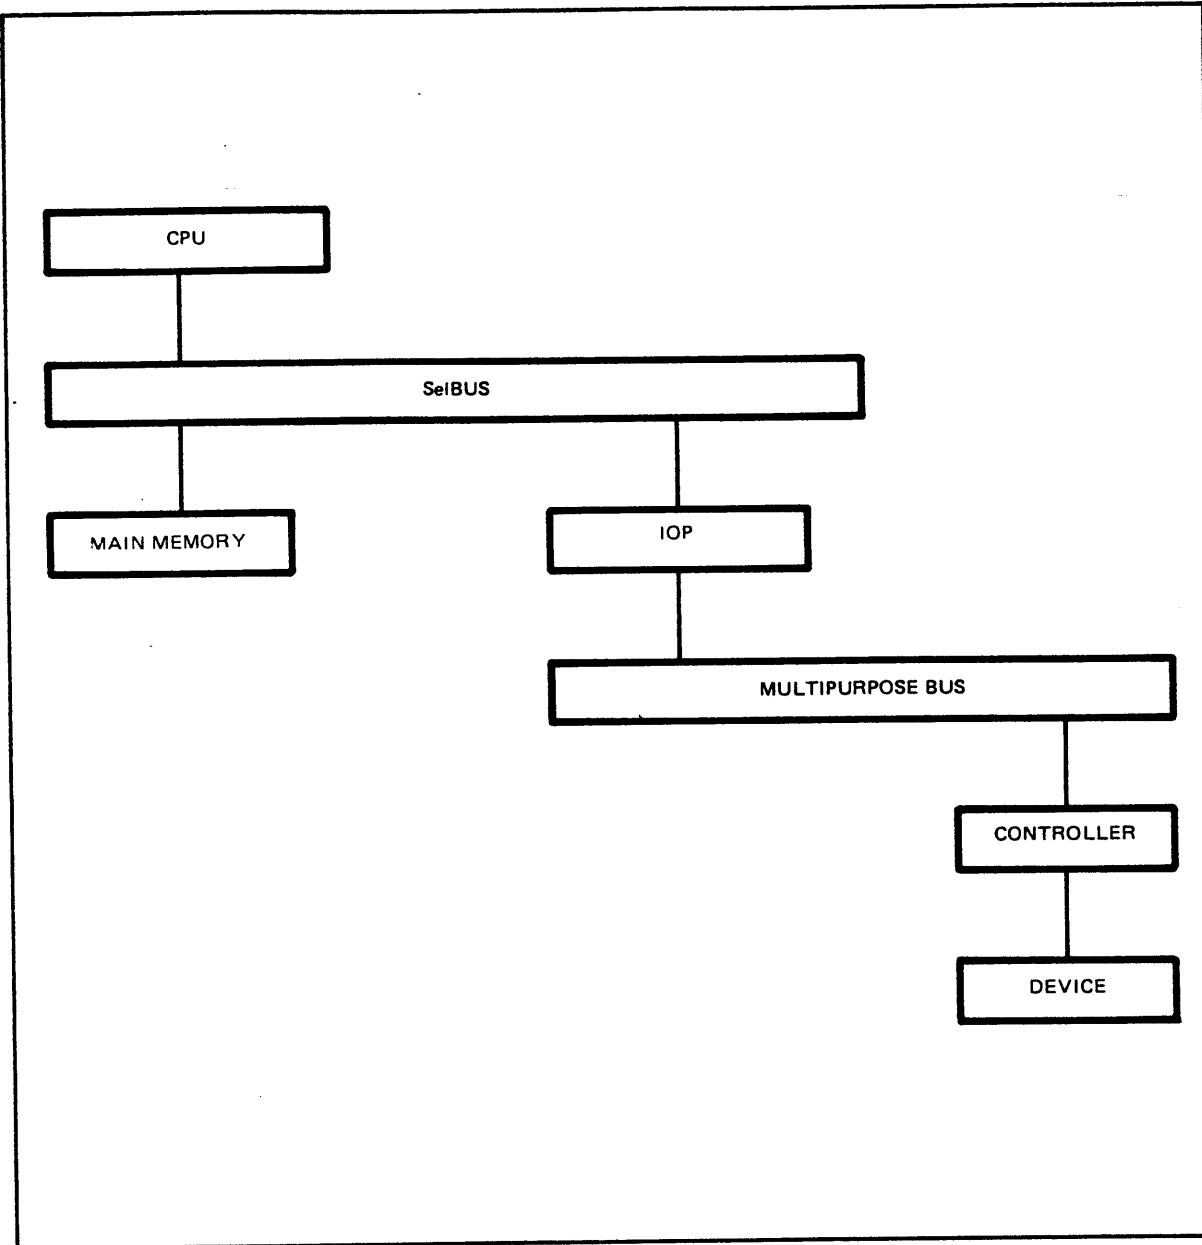 CPU
SelBUS
MAIN MEMORY
IOP
MULTIPURPOSE BUS
CONTROLLER
DEVICE